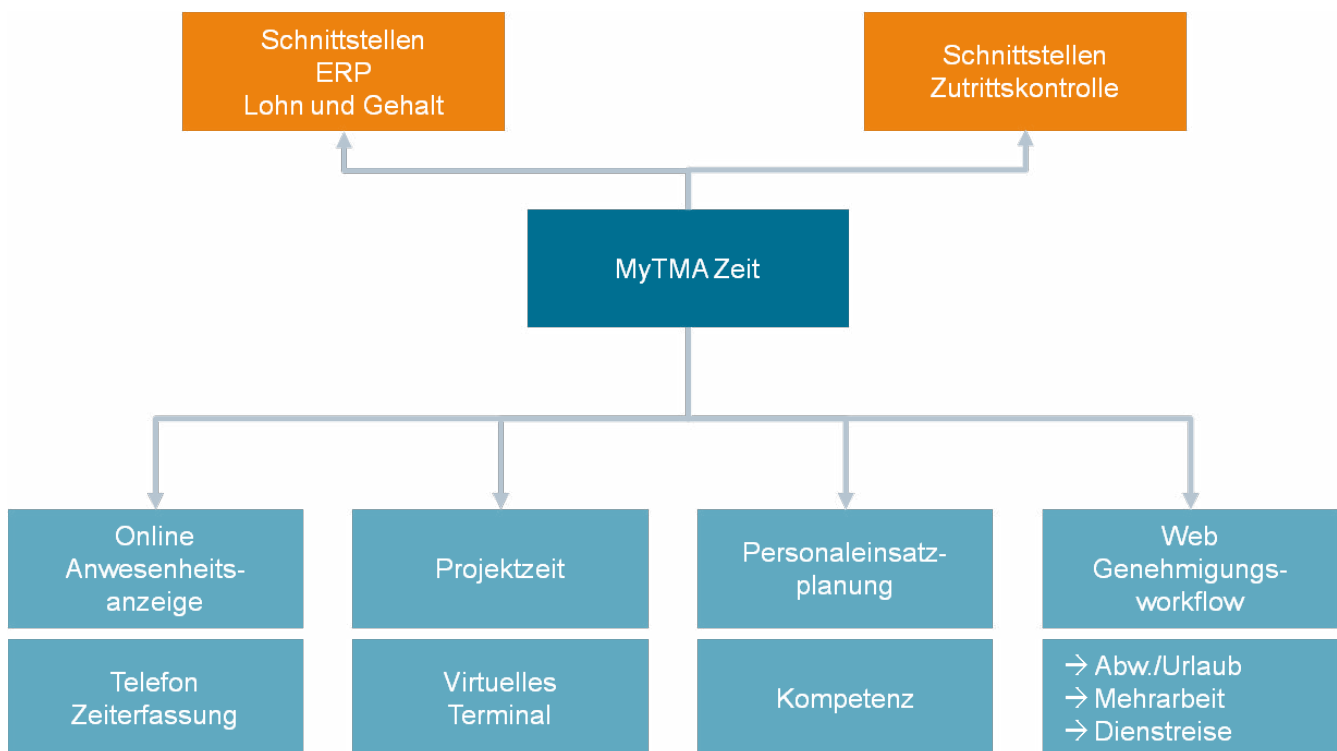 Schnittstellen
ERP
Lohn und Gehalt
Schnittstellen
Zutrittskontrolle
MyTMA Zeit
Online
Anwesenheits-
anzeige
Projektzeit
Personaleinsatz-
planung
Web
Genehmigungs-
workflow
Telefon
Zeiterfassung
Virtuelles
Terminal
Kompetenz
→ Abw./Urlaub
→ Mehrarbeit
→ Dienstreise